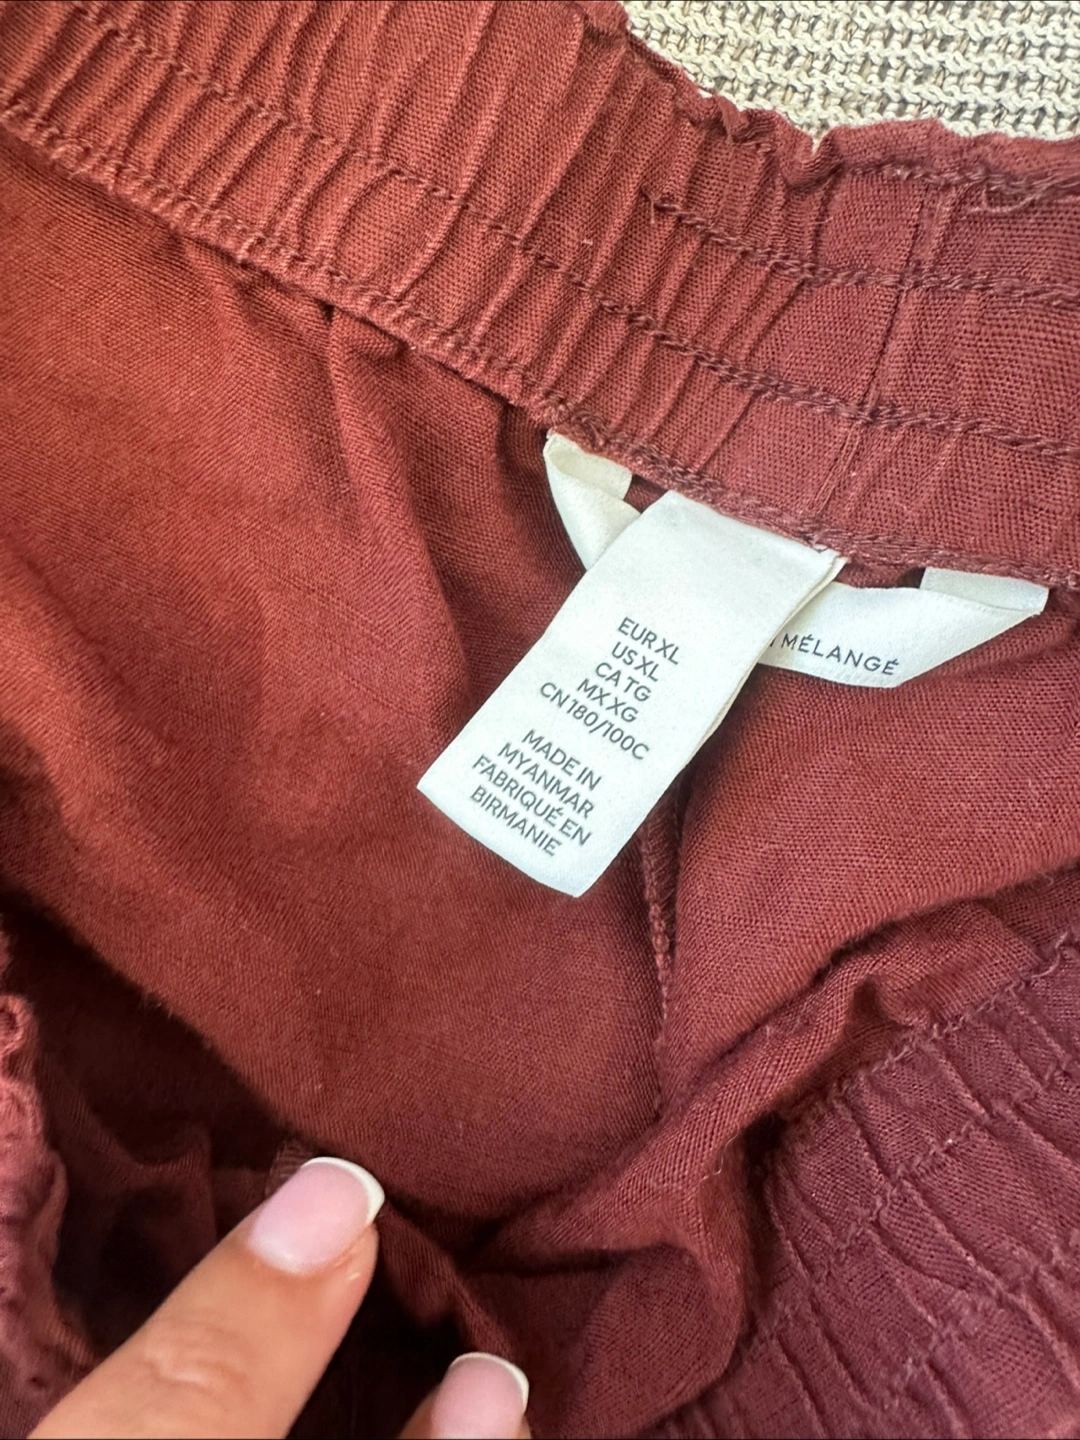 EUR XL
US XL
CA TG
MX XG
CN 180/100C
MADE IN
MYANMAR
FABRIQUÉ EN
BIRMANIE
MÉLANGÉ